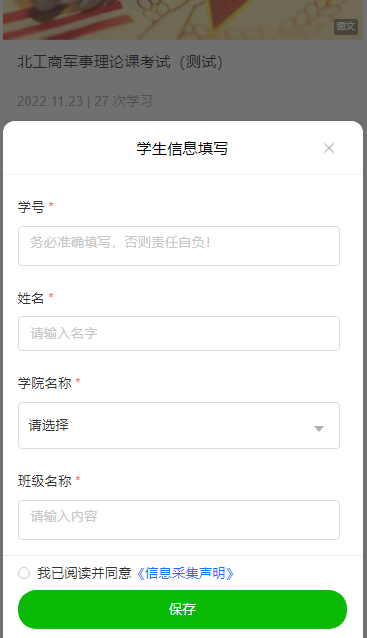 图文
北工商军事理论课考试（测试）
2022.11.23 | 27 次学习
学生信息填写
学号 *
务必准确填写，否则责任自负！
姓名 *
请输入名字
学院名称 *
请选择
班级名称 *
请输入内容
我已阅读并同意《信息采集声明》
保存